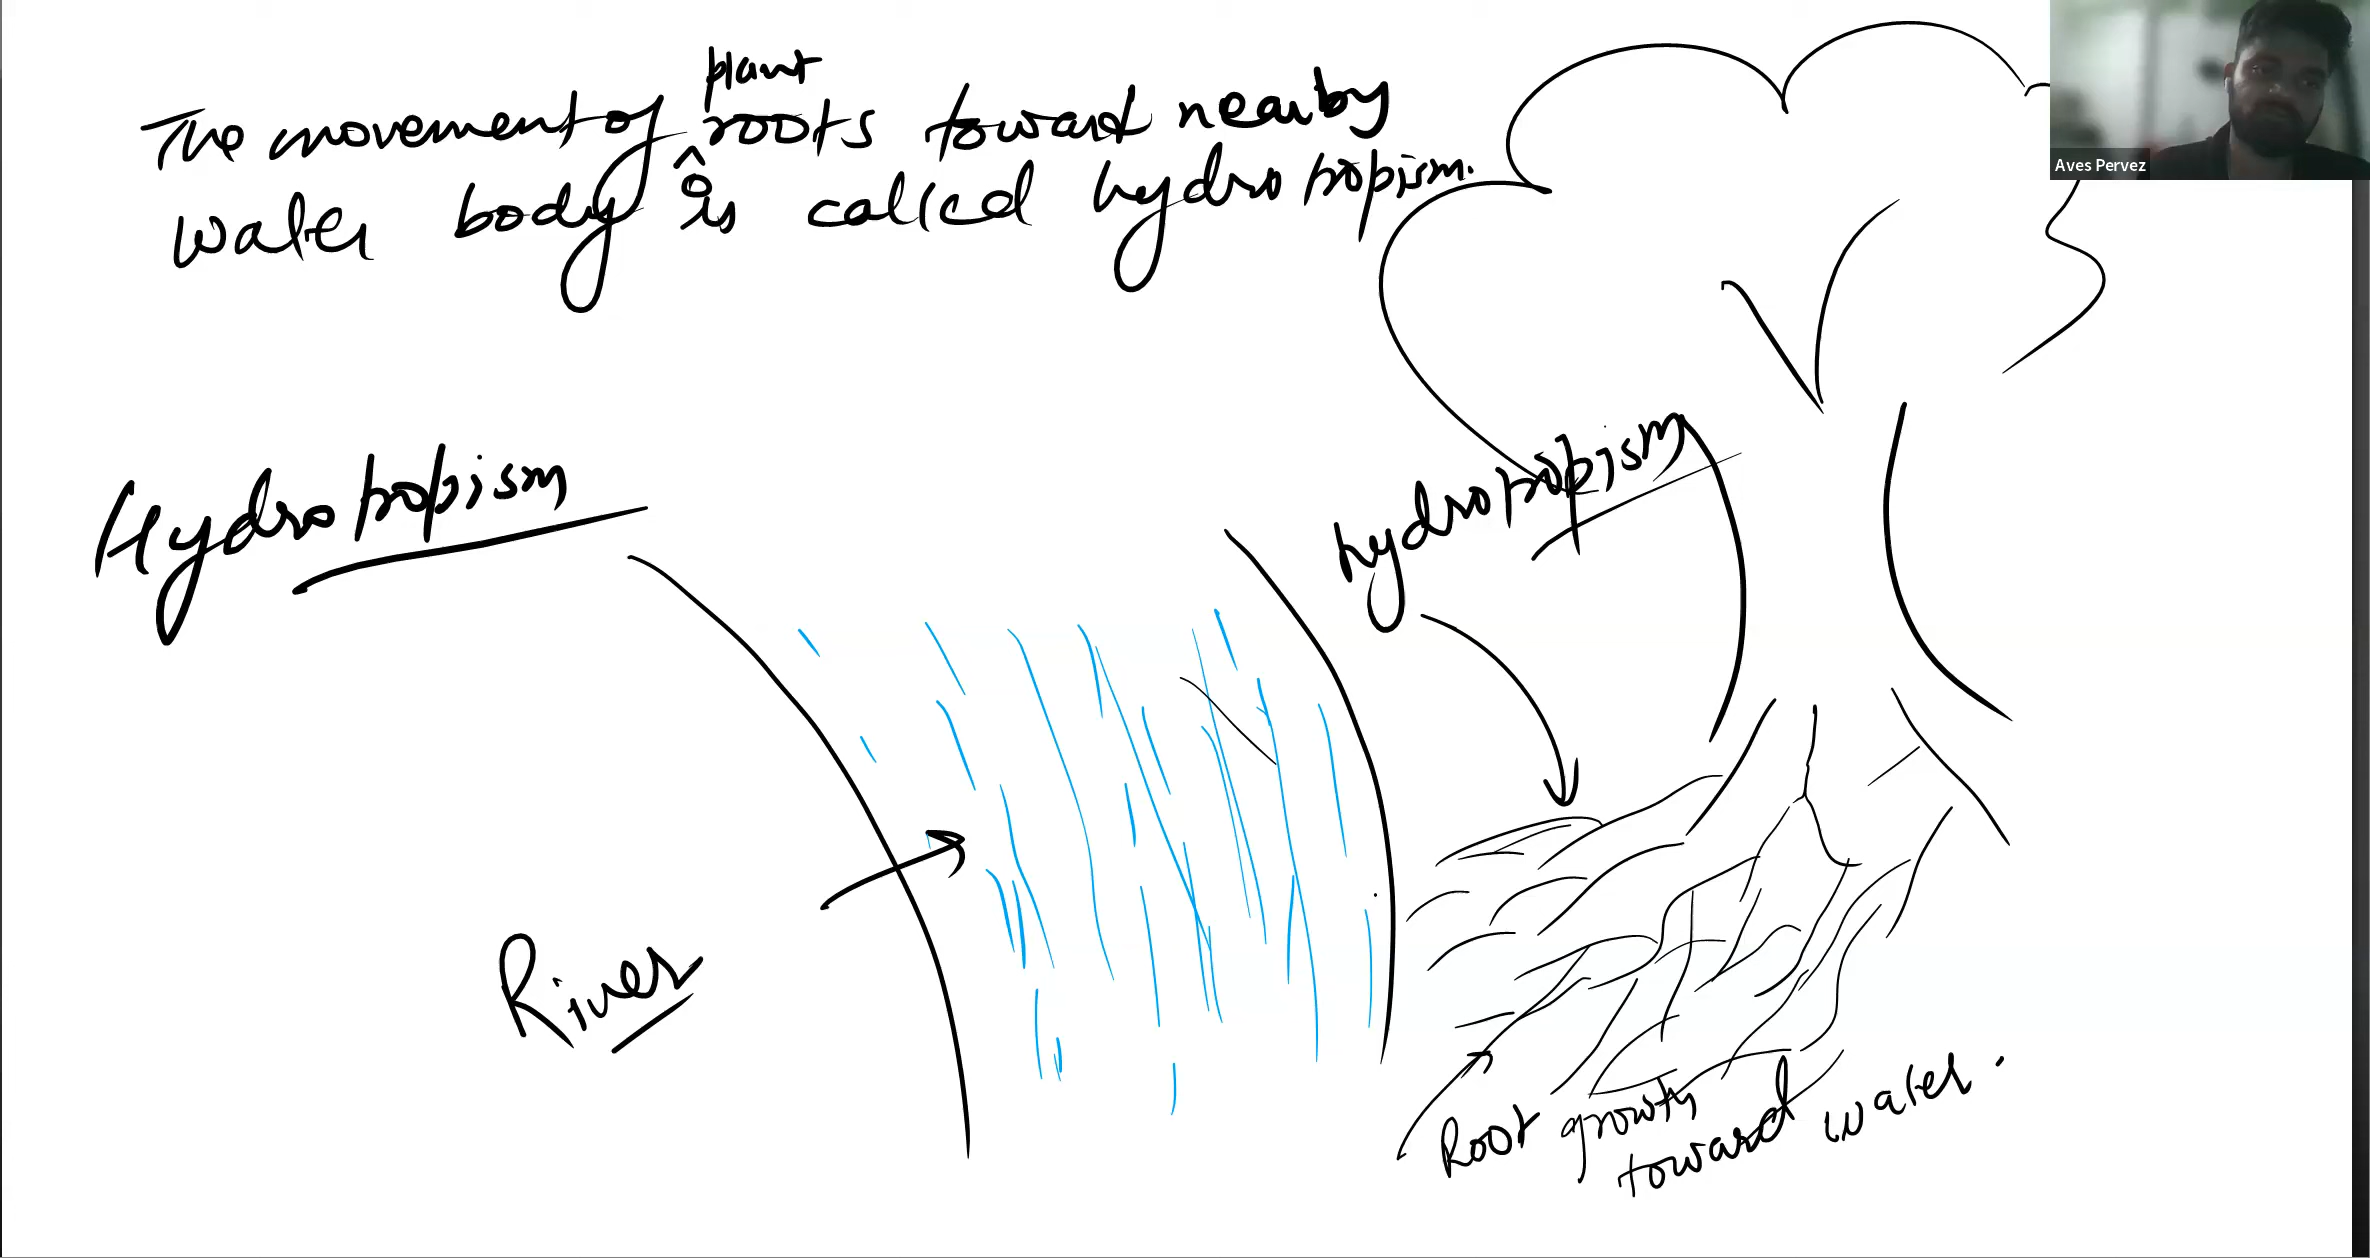 The movement of plant roots toward nearby
water body is called hydrotropism.
Aves Pervez
Hydrotropism
hydrotropism
River
Root growth
toward water.